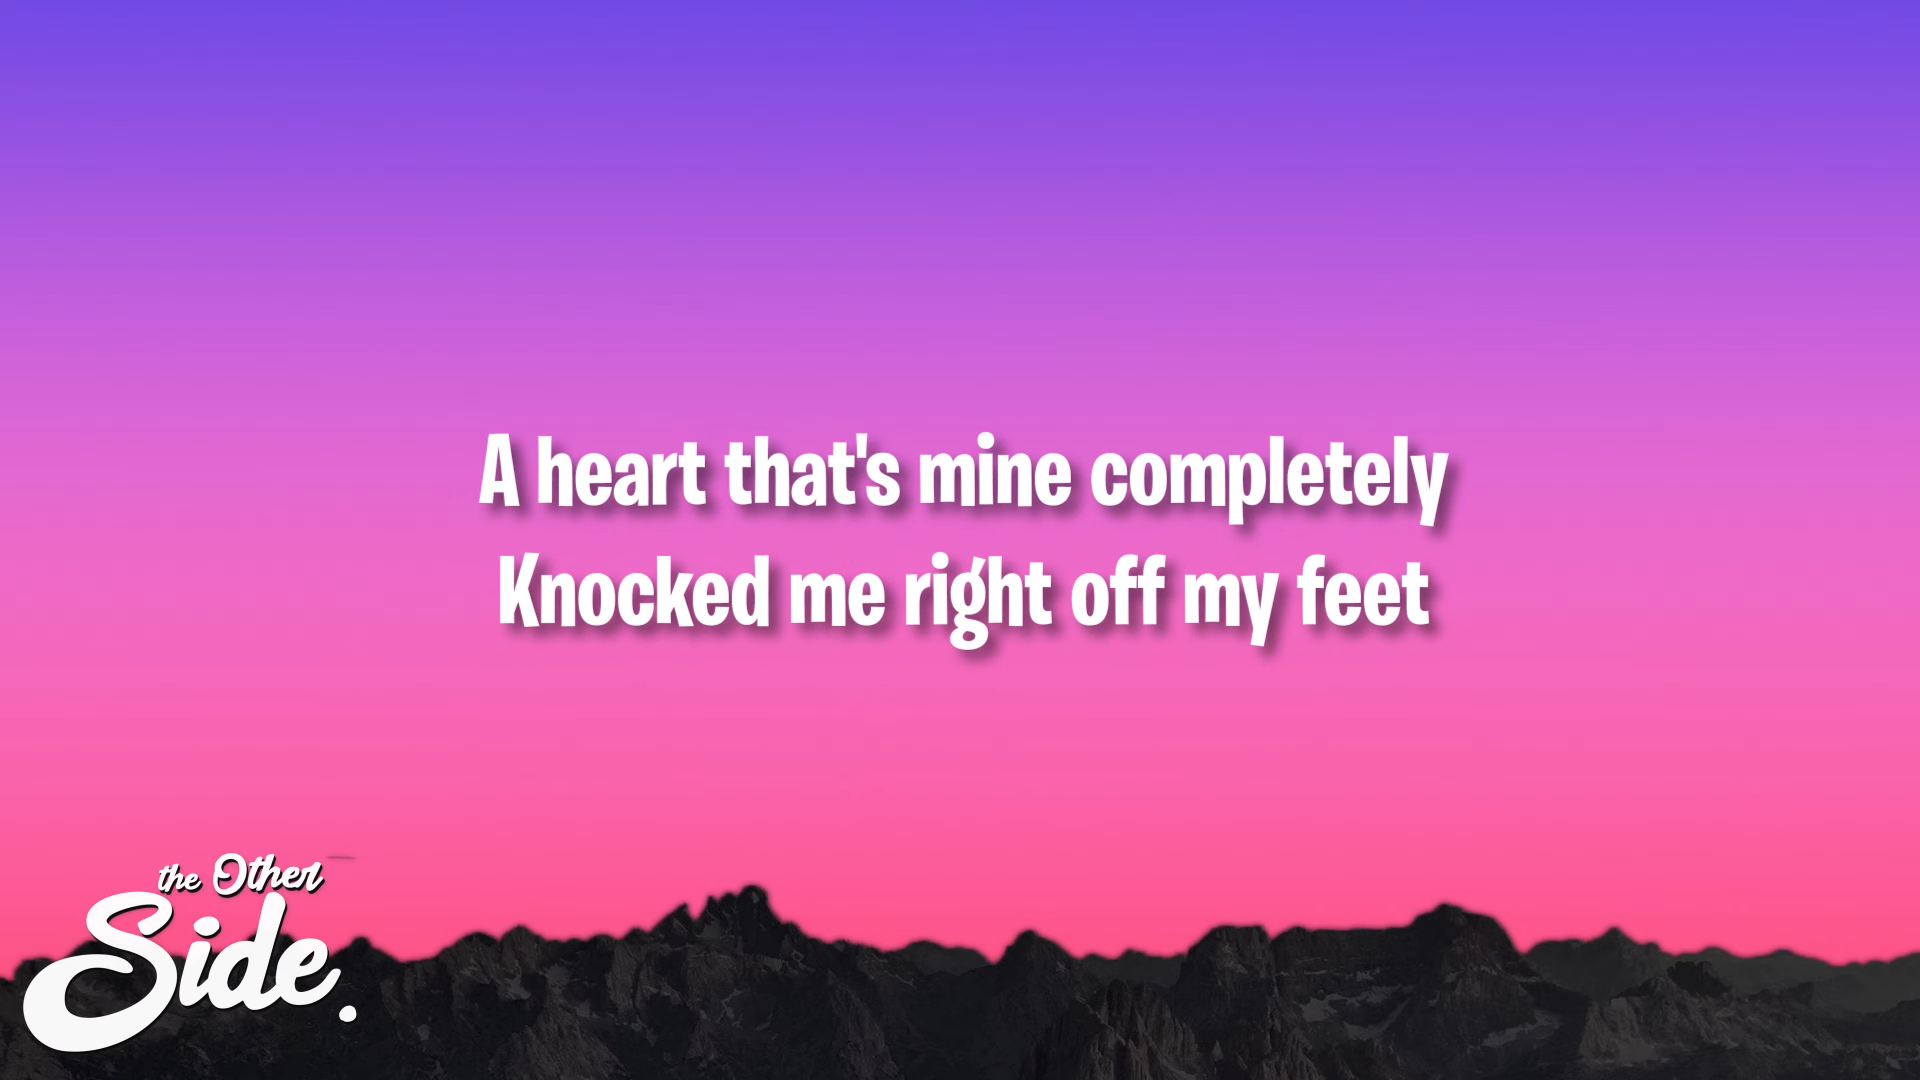 A heart that's mine completely
Knocked me right off my feet
the Other
Side.